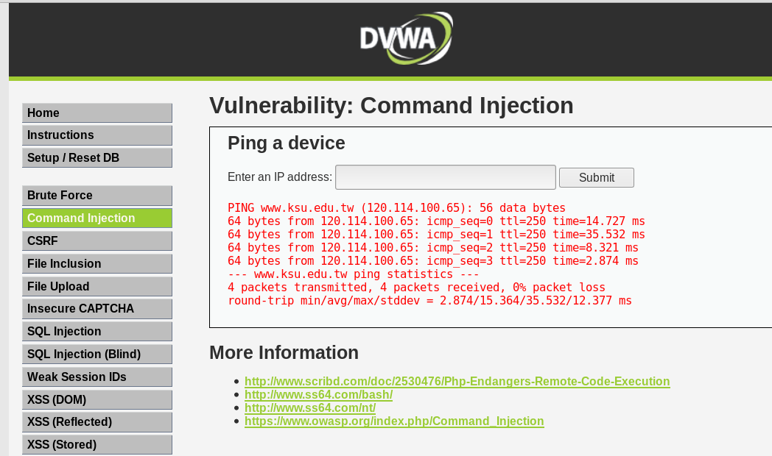 DVWA
Home
Instructions
Setup / Reset DB
Brute Force
Command Injection
CSRF
File Inclusion
File Upload
Insecure CAPTCHA
SQL Injection
SQL Injection (Blind)
Weak Session IDs
XSS (DOM)
XSS (Reflected)
XSS (Stored)
Vulnerability: Command Injection
Ping a device
Enter an IP address: Submit
PING www.ksu.edu.tw (120.114.100.65): 56 data bytes
64 bytes from 120.114.100.65: icmp_seq=0 ttl=250 time=14.727 ms
64 bytes from 120.114.100.65: icmp_seq=1 ttl=250 time=35.532 ms
64 bytes from 120.114.100.65: icmp_seq=2 ttl=250 time=8.321 ms
64 bytes from 120.114.100.65: icmp_seq=3 ttl=250 time=2.874 ms
--- www.ksu.edu.tw ping statistics ---
4 packets transmitted, 4 packets received, 0% packet loss
round-trip min/avg/max/stddev = 2.874/15.364/35.532/12.377 ms
More Information
http://www.scribd.com/doc/2530476/Php-Endangers-Remote-Code-Execution
http://www.ss64.com/bash/
http://www.ss64.com/nt/
https://www.owasp.org/index.php/Command_Injection